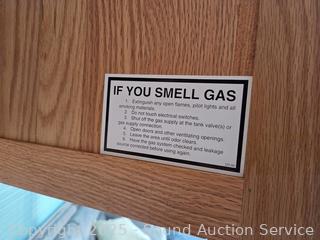 IF YOU SMELL GAS
1. Extinguish any open flames, pilot lights and all
smoking materials.
2. Do not touch electrical switches.
3. Shut off the gas supply at the tank valve(s) or
gas supply connection.
4. Open doors and other ventilating openings.
5. Leave the area until odor clears.
6. Have the gas system checked and leakage
source corrected before using again.
Copyright 2025 - Sound Auction Service